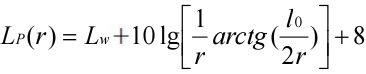 L_P(r) = L_w+10 lg[1/r arctg(l_0/2r)]+8